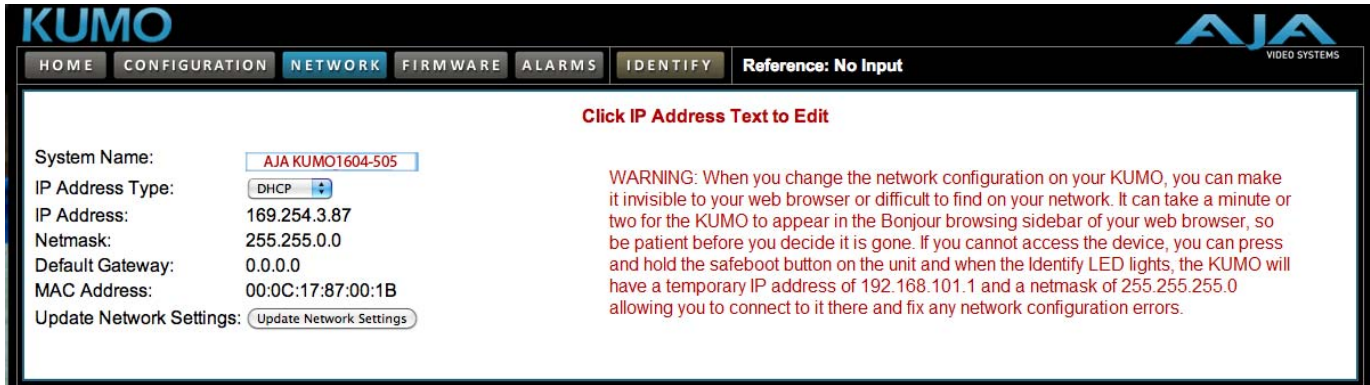 KUMO
AJA
VIDEO SYSTEMS
HOME CONFIGURATION NETWORK FIRMWARE ALARMS IDENTIFY Reference: No Input
Click IP Address Text to Edit
System Name: AJA KUMO1604-505
IP Address Type: DHCP
IP Address: 169.254.3.87
Netmask: 255.255.0.0
Default Gateway: 0.0.0.0
MAC Address: 00:0C:17:87:00:1B
Update Network Settings: Update Network Settings
WARNING: When you change the network configuration on your KUMO, you can make
it invisible to your web browser or difficult to find on your network. It can take a minute or
two for the KUMO to appear in the Bonjour browsing sidebar of your web browser, so
be patient before you decide it is gone. If you cannot access the device, you can press
and hold the safeboot button on the unit and when the Identify LED lights, the KUMO will
have a temporary IP address of 192.168.101.1 and a netmask of 255.255.255.0
allowing you to connect to it there and fix any network configuration errors.